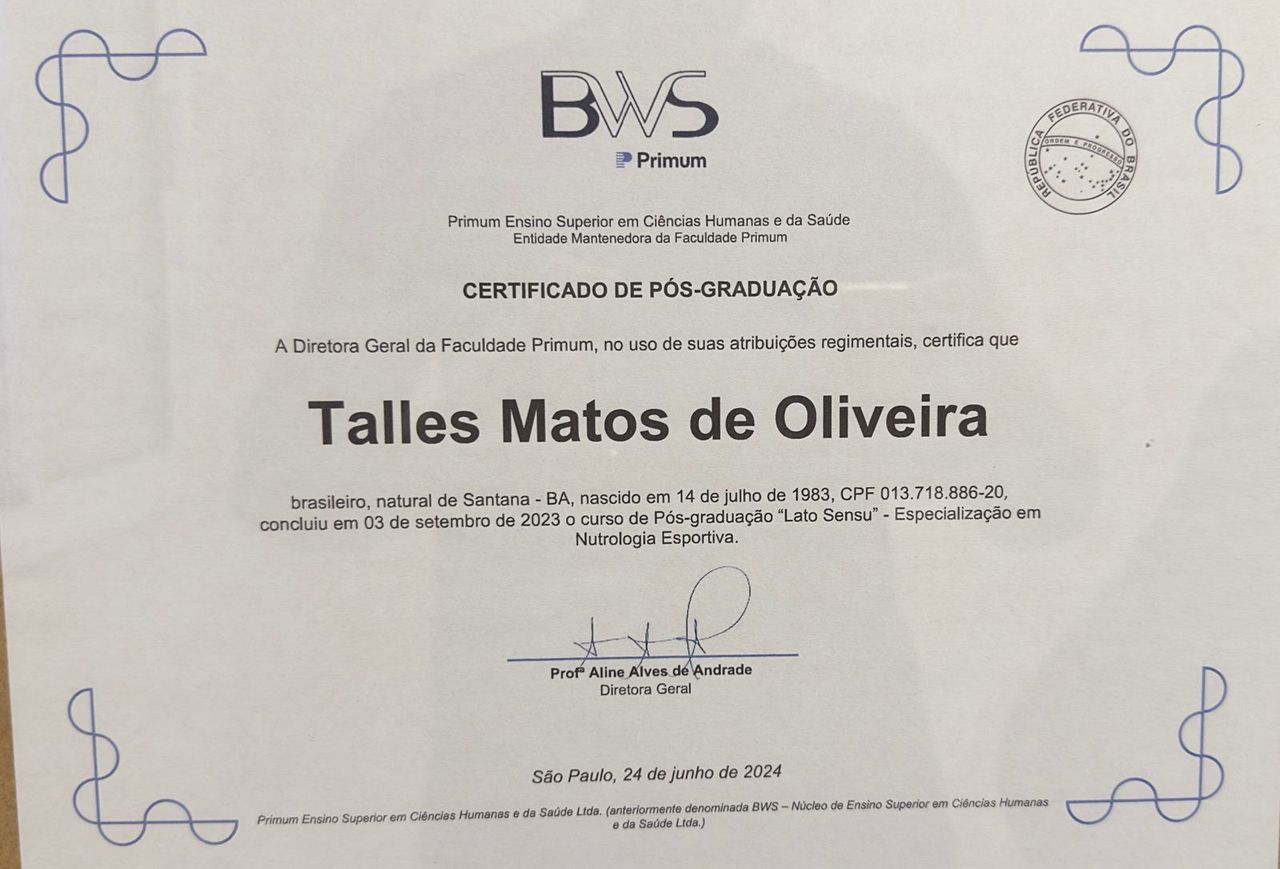 BWS
Primum
REPÚBLICA FEDERATIVA DO BRASIL
ORDEM E PROGRESSO
Primum Ensino Superior em Ciências Humanas e da Saúde
Entidade Mantenedora da Faculdade Primum
CERTIFICADO DE PÓS-GRADUAÇÃO
A Diretora Geral da Faculdade Primum, no uso de suas atribuições regimentais, certifica que
Talles Matos de Oliveira
brasileiro, natural de Santana - BA, nascido em 14 de julho de 1983, CPF 013.718.886-20,
concluiu em 03 de setembro de 2023 o curso de Pós-graduação “Lato Sensu” - Especialização em
Nutrologia Esportiva.
Profª Aline Alves de Andrade
Diretora Geral
São Paulo, 24 de junho de 2024
Primum Ensino Superior em Ciências Humanas e da Saúde Ltda. (anteriormente denominada BWS – Núcleo de Ensino Superior em Ciências Humanas
e da Saúde Ltda.)